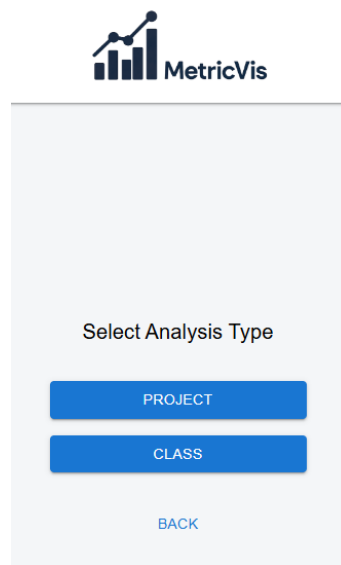 MetricVis
Select Analysis Type
PROJECT
CLASS
BACK